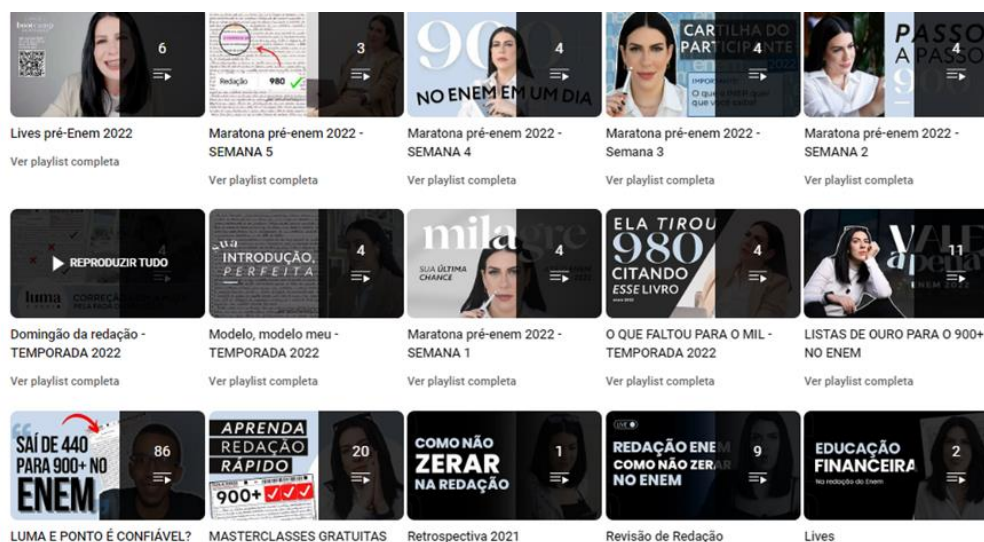 6
3
4
4
4
Redação 980
900
NO ENEM EM UM DIA
CARTILHA DO
PARTICIPANTE
2022
IMPORTANTE
PASSO
A PASSO
Lives pré-Enem 2022
Maratona pré-enem 2022 -
SEMANA 5
Maratona pré-enem 2022 -
SEMANA 4
Maratona pré-enem 2022 -
Semana 3
Maratona pré-enem 2022 -
SEMANA 2
Ver playlist completa
Ver playlist completa
Ver playlist completa
Ver playlist completa
Ver playlist completa
REPRODUZIR TUDO
4
luma
sua
INTRODUÇÃO,
PERFEITA
4
milagre
SUA ÚLTIMA
CHANCE
4
ELA TIROU
980
CITANDO
ESSE LIVRO
4
VALE
a pena
11
ENEM 2022
Domingão da redação -
TEMPORADA 2022
Modelo, modelo meu -
TEMPORADA 2022
Maratona pré-enem 2022 -
SEMANA 1
O QUE FALTOU PARA O MIL -
TEMPORADA 2022
LISTAS DE OURO PARA O 900+
NO ENEM
Ver playlist completa
Ver playlist completa
Ver playlist completa
Ver playlist completa
Ver playlist completa
SAÍ DE 440
PARA 900+ NO
ENEM
86
APRENDA
REDAÇÃO
RÁPIDO
900+
20
COMO NÃO
ZERAR
NA REDAÇÃO
1
LIVE
REDAÇÃO ENEM
COMO NÃO ZERAR
NO ENEM
9
EDUCAÇÃO
FINANCEIRA
Na redação do Enem
2
LUMA E PONTO É CONFIÁVEL?
MASTERCLASSES GRATUITAS
Retrospectiva 2021
Revisão de Redação
Lives